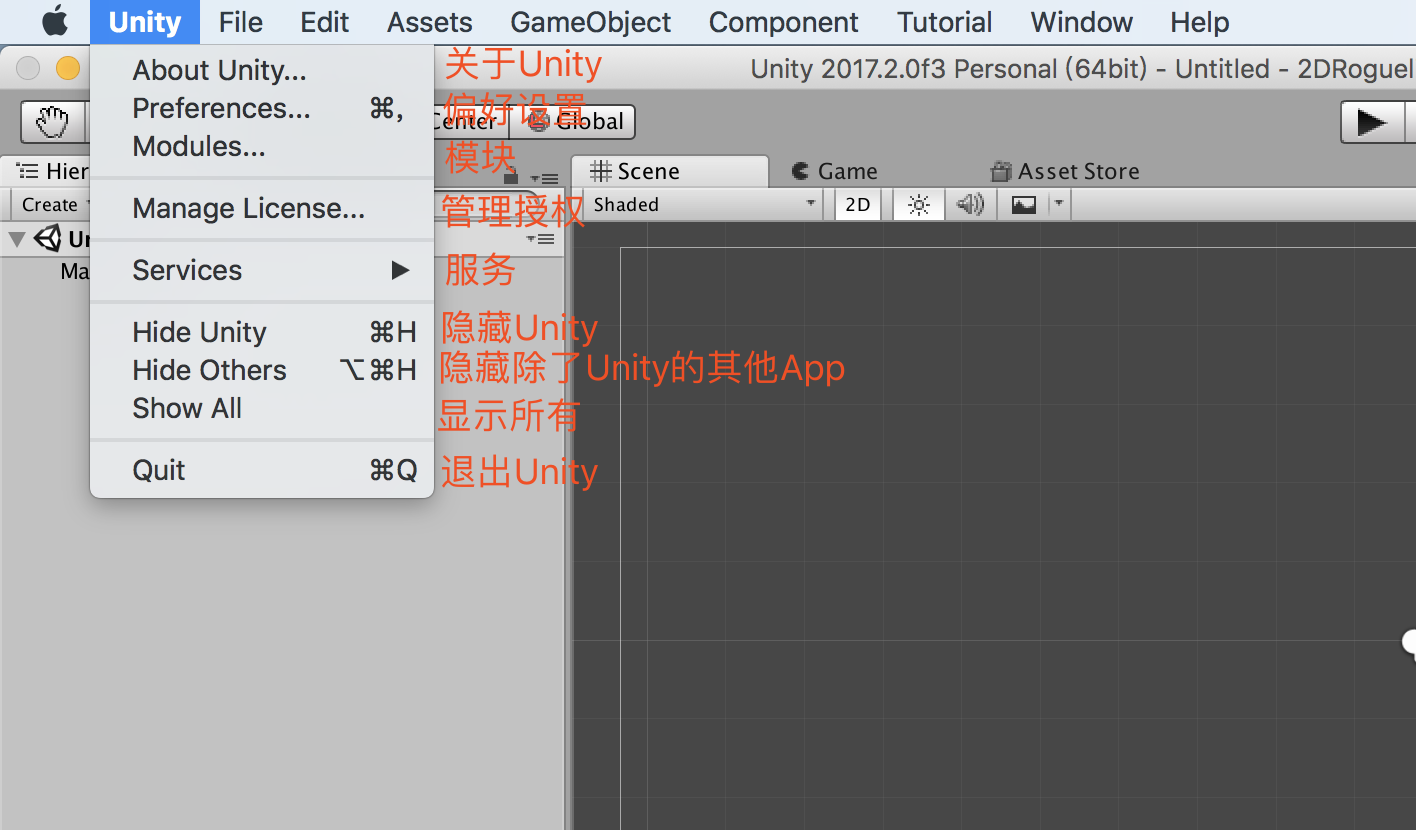 Unity File Edit Assets GameObject Component Tutorial Window Help
Unity 2017.2.0f3 Personal (64bit) - Untitled - 2DRoguel
About Unity... 关于Unity
Preferences... ⌘, 偏好设置
Center Global
Modules... 模块
Hier Scene Game Asset Store
Create Shaded 2D
Manage License... 管理授权
Un
Ma
Services ▶ 服务
Hide Unity ⌘H 隐藏Unity
Hide Others ⌥⌘H 隐藏除了Unity的其他App
Show All 显示所有
Quit ⌘Q 退出Unity